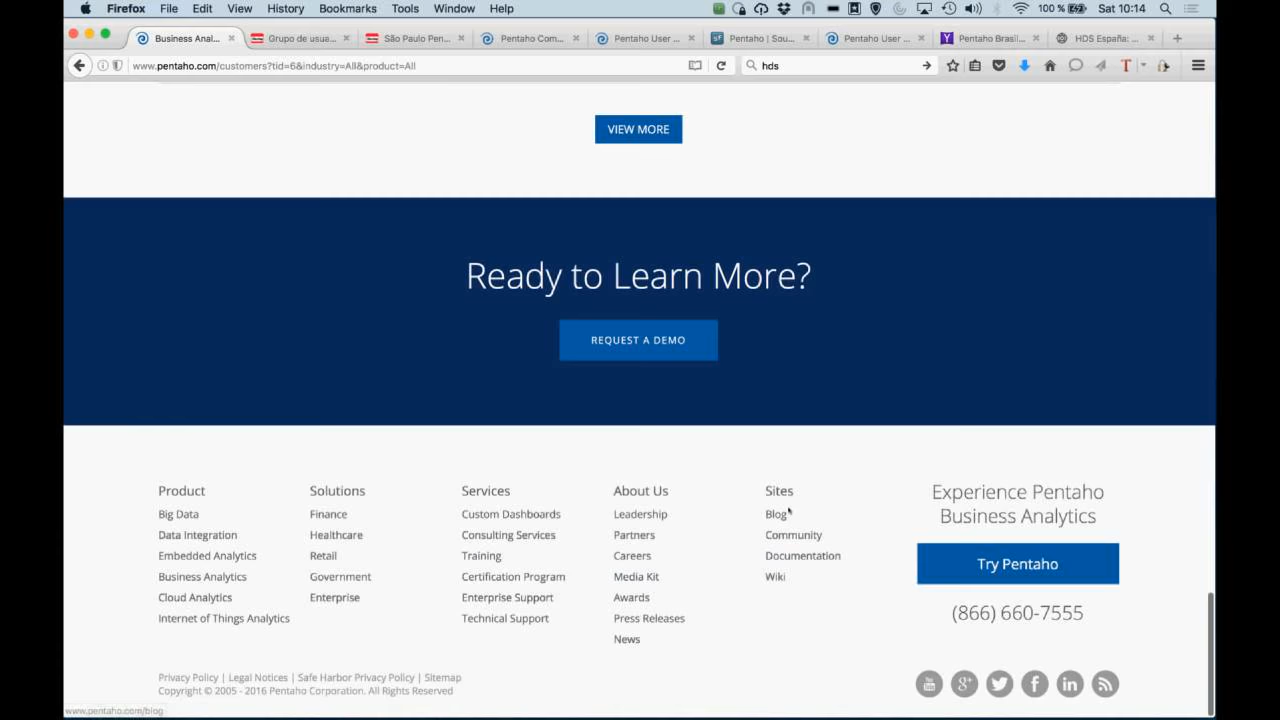 Firefox File Edit View History Bookmarks Tools Window Help 100 % Sat 10:14
Business Anal... Grupo de usua... São Paulo Pen... Pentaho Com... Pentaho User ... Pentaho | Sou... Pentaho User ... Pentaho Brasil... HDS España: ...
www.pentaho.com/customers?tid=6&industry=All&product=All hds
VIEW MORE
Ready to Learn More?
REQUEST A DEMO
Product
Big Data
Data Integration
Embedded Analytics
Business Analytics
Cloud Analytics
Internet of Things Analytics
Solutions
Finance
Healthcare
Retail
Government
Enterprise
Services
Custom Dashboards
Consulting Services
Training
Certification Program
Enterprise Support
Technical Support
About Us
Leadership
Partners
Careers
Media Kit
Awards
Press Releases
News
Sites
Blog
Community
Documentation
Wiki
Experience Pentaho
Business Analytics
Try Pentaho
(866) 660-7555
Privacy Policy | Legal Notices | Safe Harbor Privacy Policy | Sitemap
Copyright © 2005 - 2016 Pentaho Corporation. All Rights Reserved
www.pentaho.com/blog